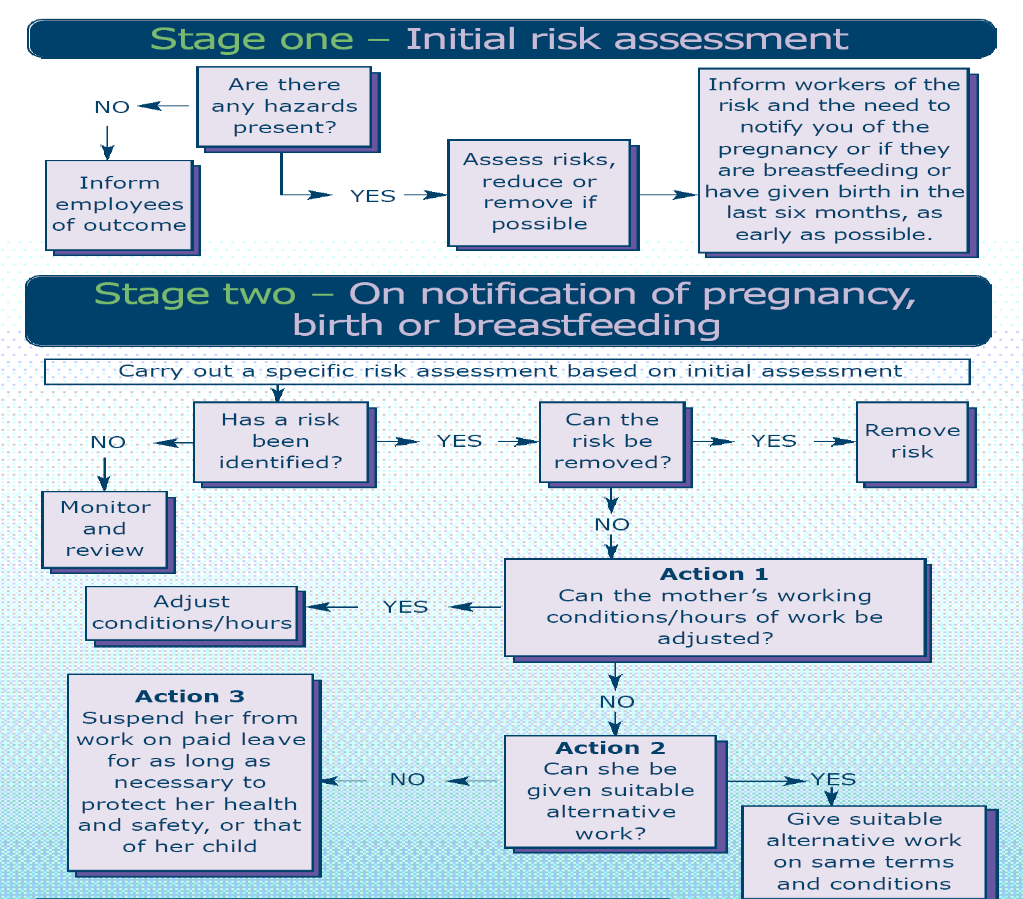 Stage one – Initial risk assessment
Are there
any hazards
present?
NO
Inform
employees
of outcome
YES
Assess risks,
reduce or
remove if
possible
Inform workers of the
risk and the need to
notify you of the
pregnancy or if they
are breastfeeding or
have given birth in the
last six months, as
early as possible.
Stage two – On notification of pregnancy,
birth or breastfeeding
Carry out a specific risk assessment based on initial assessment
Has a risk
been
identified?
NO
Monitor
and
review
YES
Can the
risk be
removed?
YES
Remove
risk
NO
Action 1
Can the mother's working
conditions/hours of work be
adjusted?
YES
Adjust
conditions/hours
NO
Action 2
Can she be
given suitable
alternative
work?
YES
Give suitable
alternative work
on same terms
and conditions
NO
Action 3
Suspend her from
work on paid leave
for as long as
necessary to
protect her health
and safety, or that
of her child